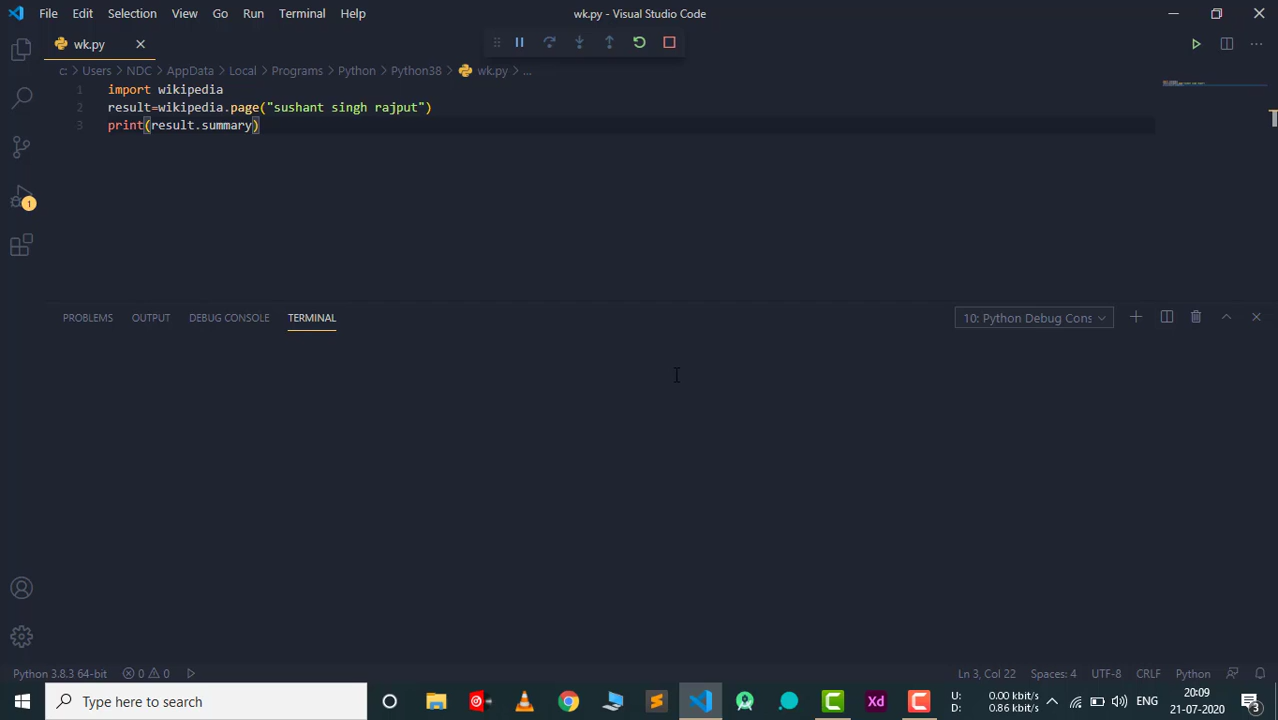 File Edit Selection View Go Run Terminal Help wk.py - Visual Studio Code
wk.py
c: Users NDC AppData Local Programs Python Python38 wk.py ...
1 import wikipedia
2 result=wikipedia.page("sushant singh rajput")
3 print(result.summary)
1
PROBLEMS OUTPUT DEBUG CONSOLE TERMINAL 10: Python Debug Cons
Python 3.8.3 64-bit 0 0 Ln 3, Col 22 Spaces: 4 UTF-8 CRLF Python
Type here to search Xd U: 0.00 kbit/s ENG 20:09
D: 0.86 kbit/s 21-07-2020 3